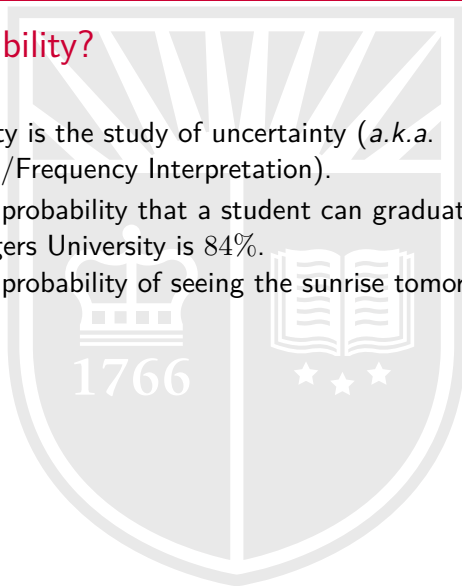 bility?
ty is the study of uncertainty (a.k.a.
/Frequency Interpretation).
probability that a student can graduat
gers University is 84%.
probability of seeing the sunrise tomor
1766